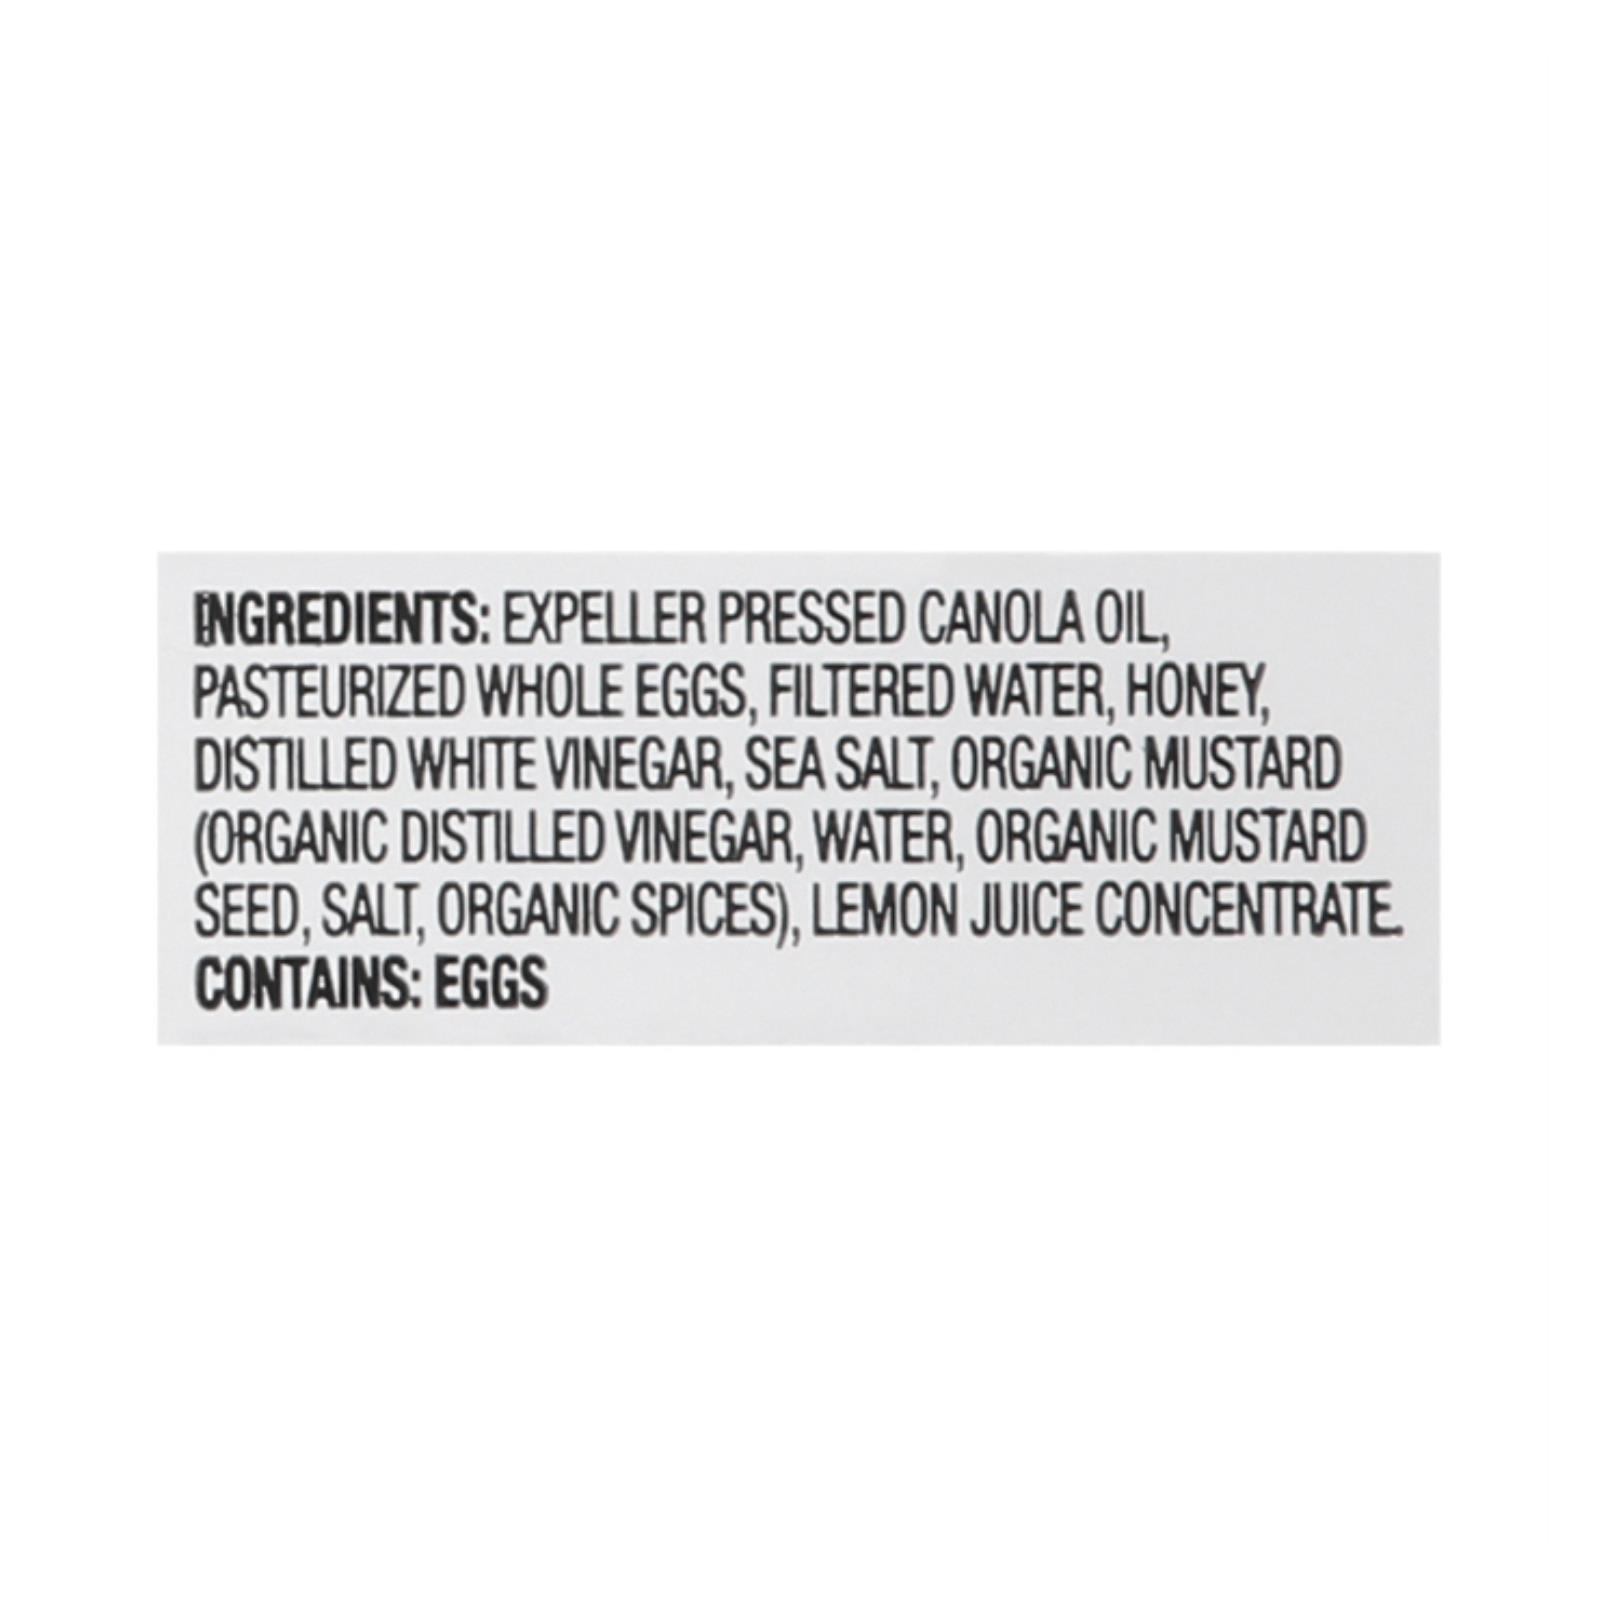 INGREDIENTS: EXPELLER PRESSED CANOLA OIL,
PASTEURIZED WHOLE EGGS, FILTERED WATER, HONEY,
DISTILLED WHITE VINEGAR, SEA SALT, ORGANIC MUSTARD
(ORGANIC DISTILLED VINEGAR, WATER, ORGANIC MUSTARD
SEED, SALT, ORGANIC SPICES), LEMON JUICE CONCENTRATE.
CONTAINS: EGGS